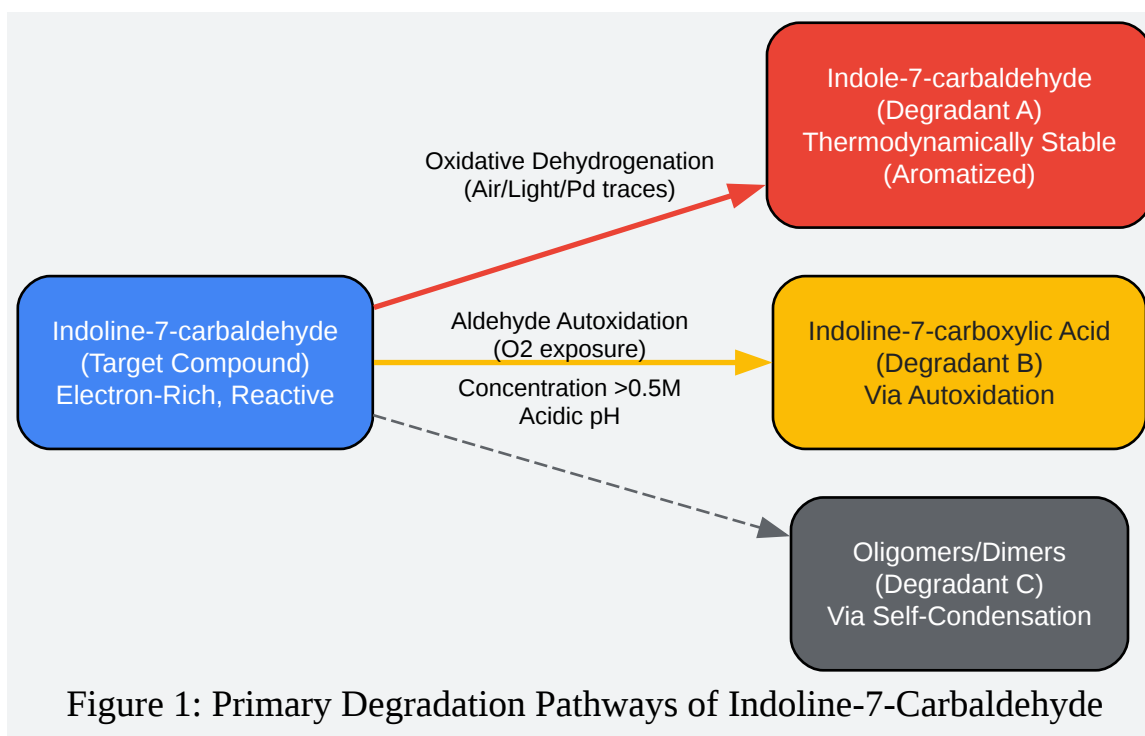 Indole-7-carbaldehyde
(Degradant A)
Thermodynamically Stable
(Aromatized)
Oxidative Dehydrogenation
(Air/Light/Pd traces)
Indoline-7-carbaldehyde
(Target Compound)
Electron-Rich, Reactive
Aldehyde Autoxidation
(O2 exposure)
Concentration >0.5M
Acidic pH
Indoline-7-carboxylic Acid
(Degradant B)
Via Autoxidation
Oligomers/Dimers
(Degradant C)
Via Self-Condensation
Figure 1: Primary Degradation Pathways of Indoline-7-Carbaldehyde